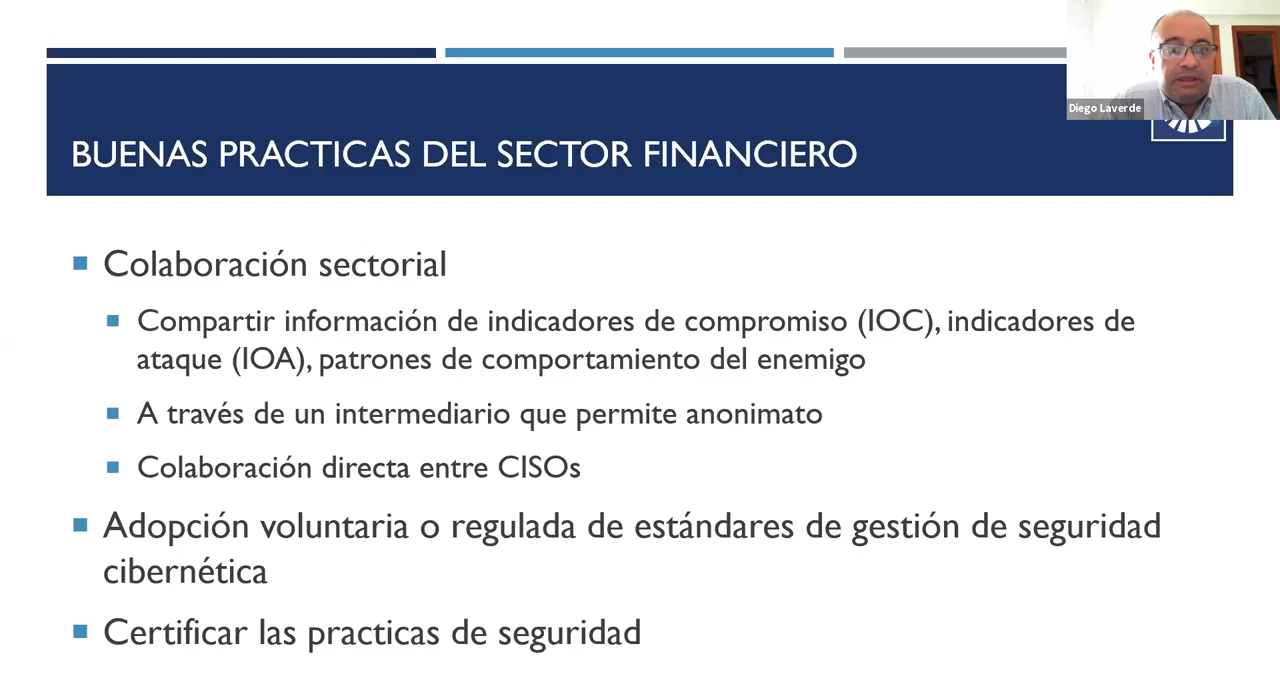 Diego Laverde
BUENAS PRACTICAS DEL SECTOR FINANCIERO
Colaboración sectorial
Compartir información de indicadores de compromiso (IOC), indicadores de
ataque (IOA), patrones de comportamiento del enemigo
A través de un intermediario que permite anonimato
Colaboración directa entre CISOs
Adopción voluntaria o regulada de estándares de gestión de seguridad
cibernética
Certificar las practicas de seguridad